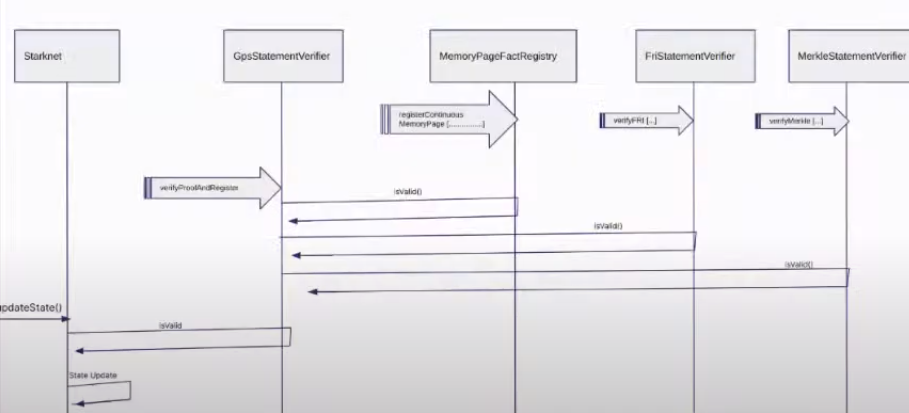 Starknet
GpsStatementVerifier
MemoryPageFactRegistry
FriStatementVerifier
MerkleStatementVerifier
registerContinuous
MemoryPage [...............]
verifyFRI [...]
verifyMerkle [...]
verifyProofAndRegister
isValid()
isValid()
isValid()
updateState()
isValid
State Update